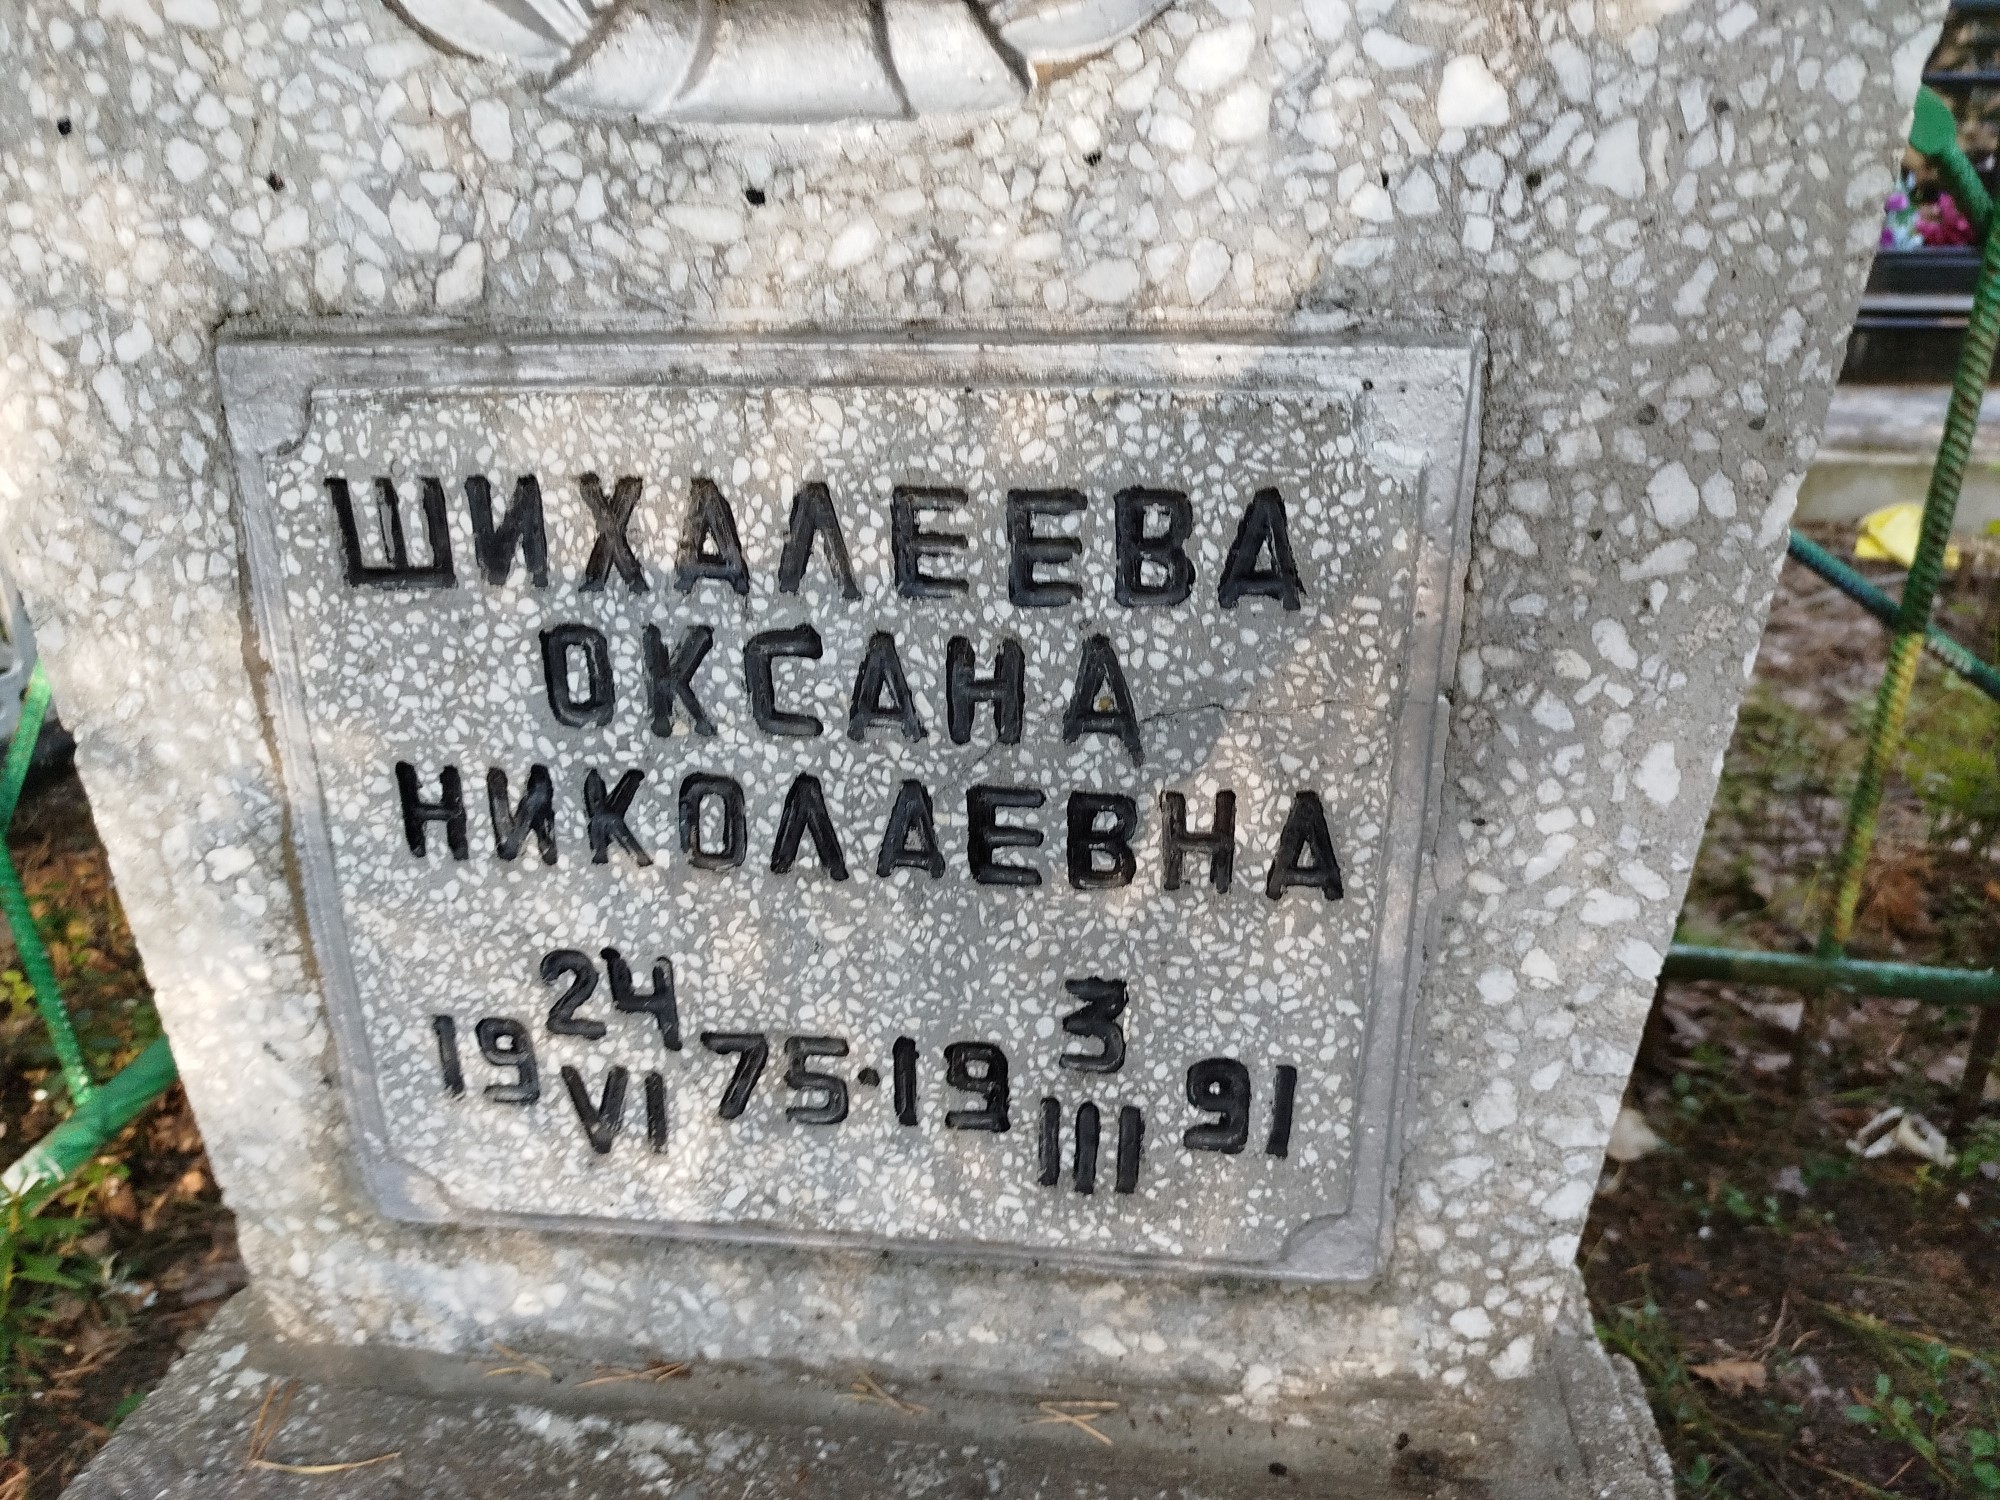 ШИХАЛЕЕВА
ОКСАНА
НИКОЛАЕВНА
19 24 VI 75 · 19 3 III 91